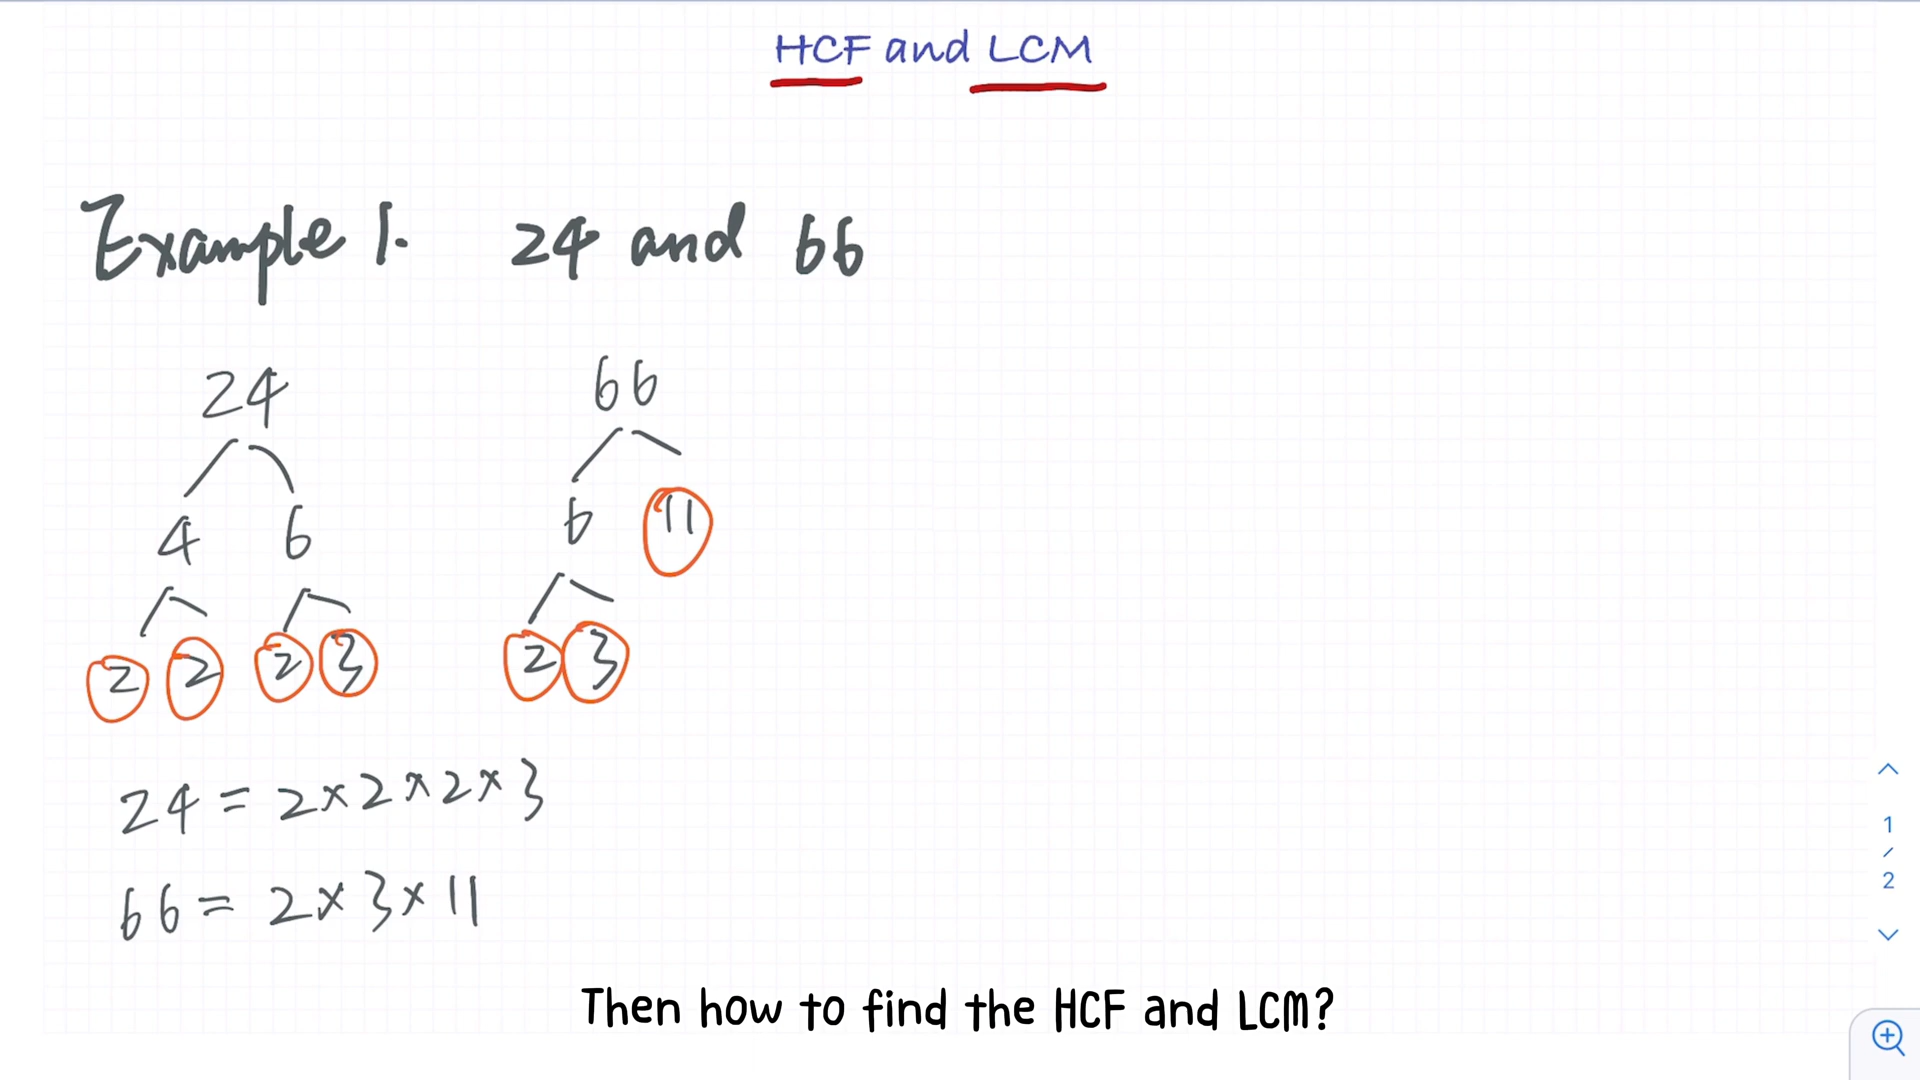 HCF and LCM
Example 1. 24 and 66
24 66
4 6 6 11
2 2 2 3 2 3
24 = 2×2×2×3
66 = 2×3×11
1
/
2
Then how to find the HCF and LCM?